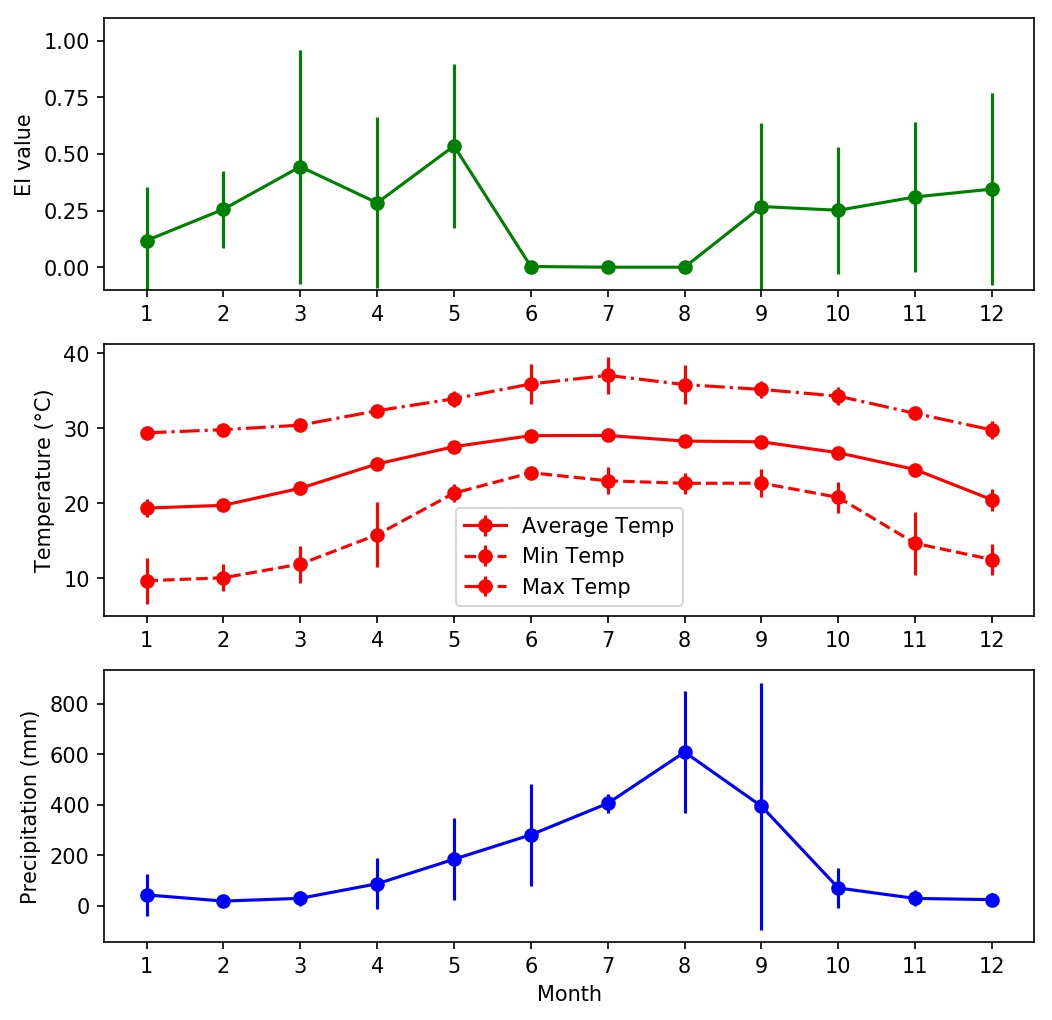 1.00
0.75
0.50
0.25
0.00
EI value
1 2 3 4 5 6 7 8 9 10 11 12
40
30
20
10
Temperature (°C)
Average Temp
Min Temp
Max Temp
1 2 3 4 5 6 7 8 9 10 11 12
800
600
400
200
0
Precipitation (mm)
1 2 3 4 5 6 7 8 9 10 11 12
Month